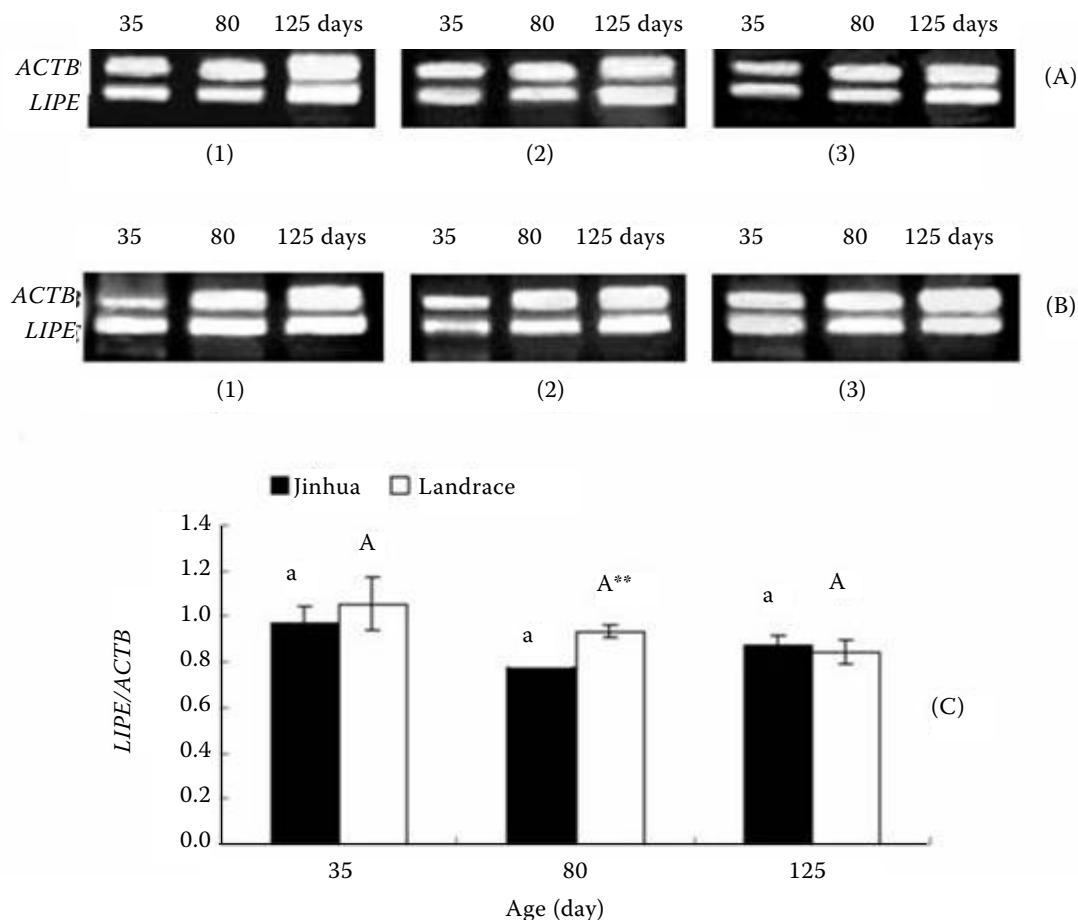 35 80 125 days 35 80 125 days 35 80 125 days
ACTB
LIPE
(A)
(1) (2) (3)
35 80 125 days 35 80 125 days 35 80 125 days
ACTB
LIPE
(B)
(1) (2) (3)
Jinhua Landrace
1.4
1.2
1.0
0.8
0.6
0.4
0.2
0.0
LIPE/ACTB
a A
a A**
a A
(C)
35 80 125
Age (day)